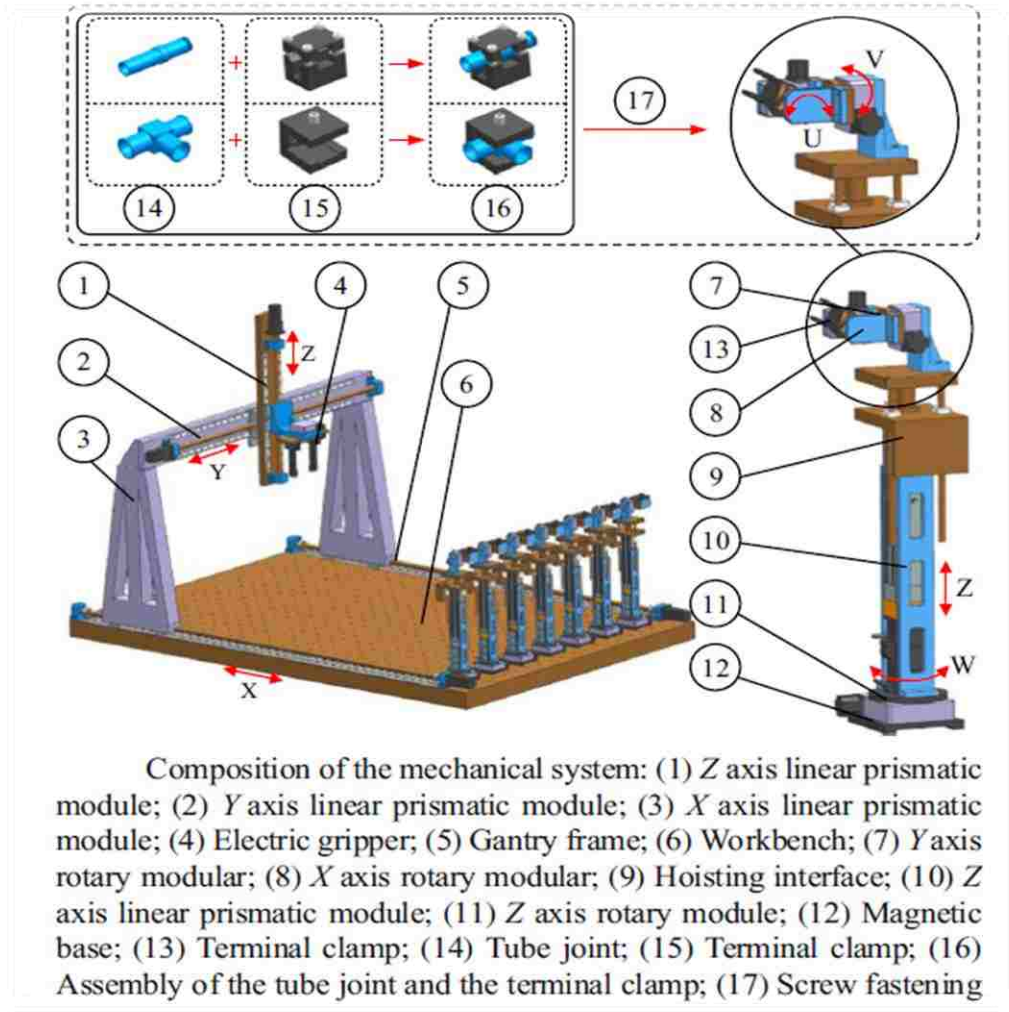 17
V
U
14
15
16
1
4
5
7
Z
13
2
6
8
3
Y
9
10
Z
11
W
12
X
Composition of the mechanical system: (1) Z axis linear prismatic
module; (2) Y axis linear prismatic module; (3) X axis linear prismatic
module; (4) Electric gripper; (5) Gantry frame; (6) Workbench; (7) Y axis
rotary modular; (8) X axis rotary modular; (9) Hoisting interface; (10) Z
axis linear prismatic module; (11) Z axis rotary module; (12) Magnetic
base; (13) Terminal clamp; (14) Tube joint; (15) Terminal clamp; (16)
Assembly of the tube joint and the terminal clamp; (17) Screw fastening